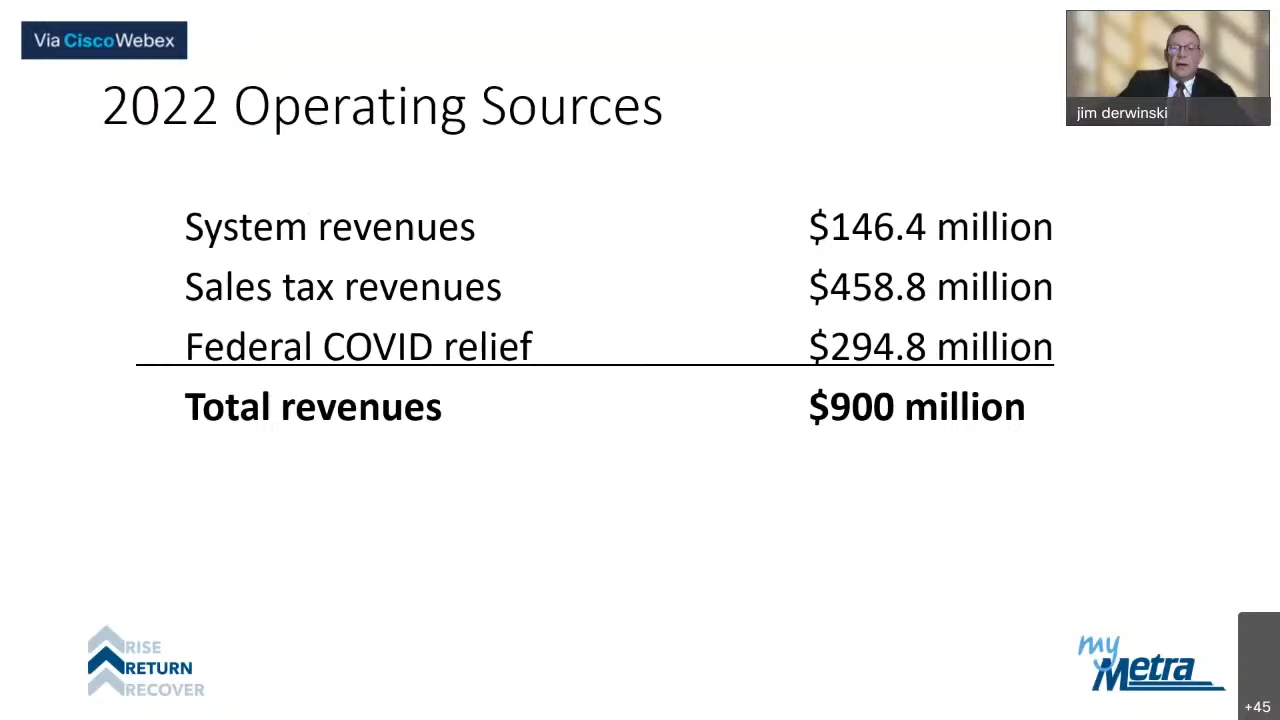 Via CiscoWebex
jim derwinski
2022 Operating Sources
System revenues $146.4 million
Sales tax revenues $458.8 million
Federal COVID relief $294.8 million
Total revenues $900 million
RISE
RETURN
RECOVER
my
Metra
+45